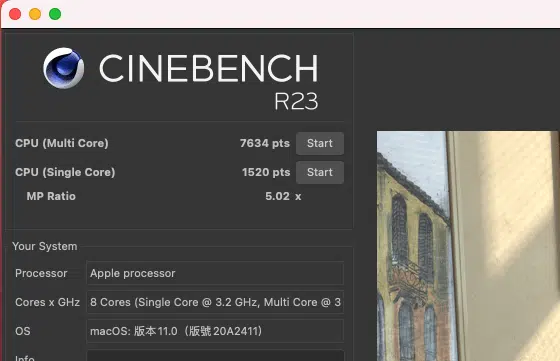 CINEBENCH
R23
CPU (Multi Core) 7634 pts Start
CPU (Single Core) 1520 pts Start
MP Ratio 5.02 x
Your System
Processor Apple processor
Cores x GHz 8 Cores (Single Core @ 3.2 GHz, Multi Core @ 3
OS macOS: 版本 11.0（版號 20A2411）
Info